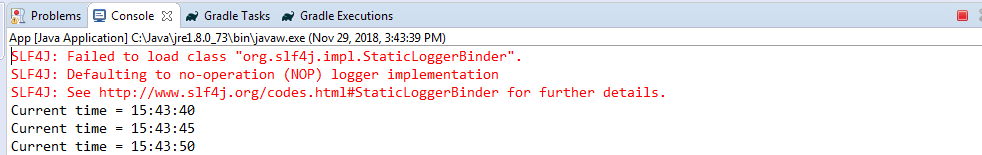 Problems Console Gradle Tasks Gradle Executions
App [Java Application] C:\Java\jre1.8.0_73\bin\javaw.exe (Nov 29, 2018, 3:43:39 PM)
SLF4J: Failed to load class "org.slf4j.impl.StaticLoggerBinder".
SLF4J: Defaulting to no-operation (NOP) logger implementation
SLF4J: See http://www.slf4j.org/codes.html#StaticLoggerBinder for further details.
Current time = 15:43:40
Current time = 15:43:45
Current time = 15:43:50